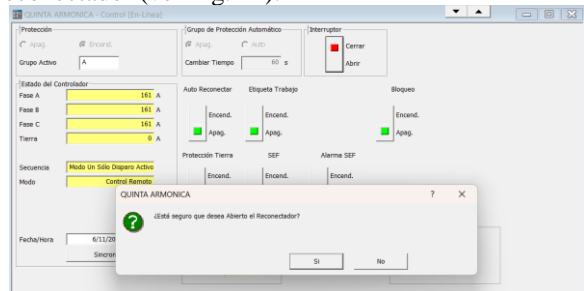 QUINTA ARMONICA - Control [En-Línea]
Protección
Apag. Encend.
Grupo Activo A
Grupo de Protección Automático
Apag. Auto
Cambiar Tiempo 60 s
Interruptor
Cerrar
Abrir
Estado del Controlador
Fase A 161 A
Fase B 161 A
Fase C 161 A
Tierra 0 A
Secuencia Modo Un Sólo Disparo Activo
Modo Control Remoto
Fecha/Hora 6/11/20
Sincron
Auto Reconectar Etiqueta Trabajo Bloqueo
Encend. Encend. Encend.
Apag. Apag. Apag.
Protección Tierra SEF Alarma SEF
Encend. Encend. Encend.
QUINTA ARMONICA ? X
¿Está seguro que desea Abierto el Reconectador?
Si No